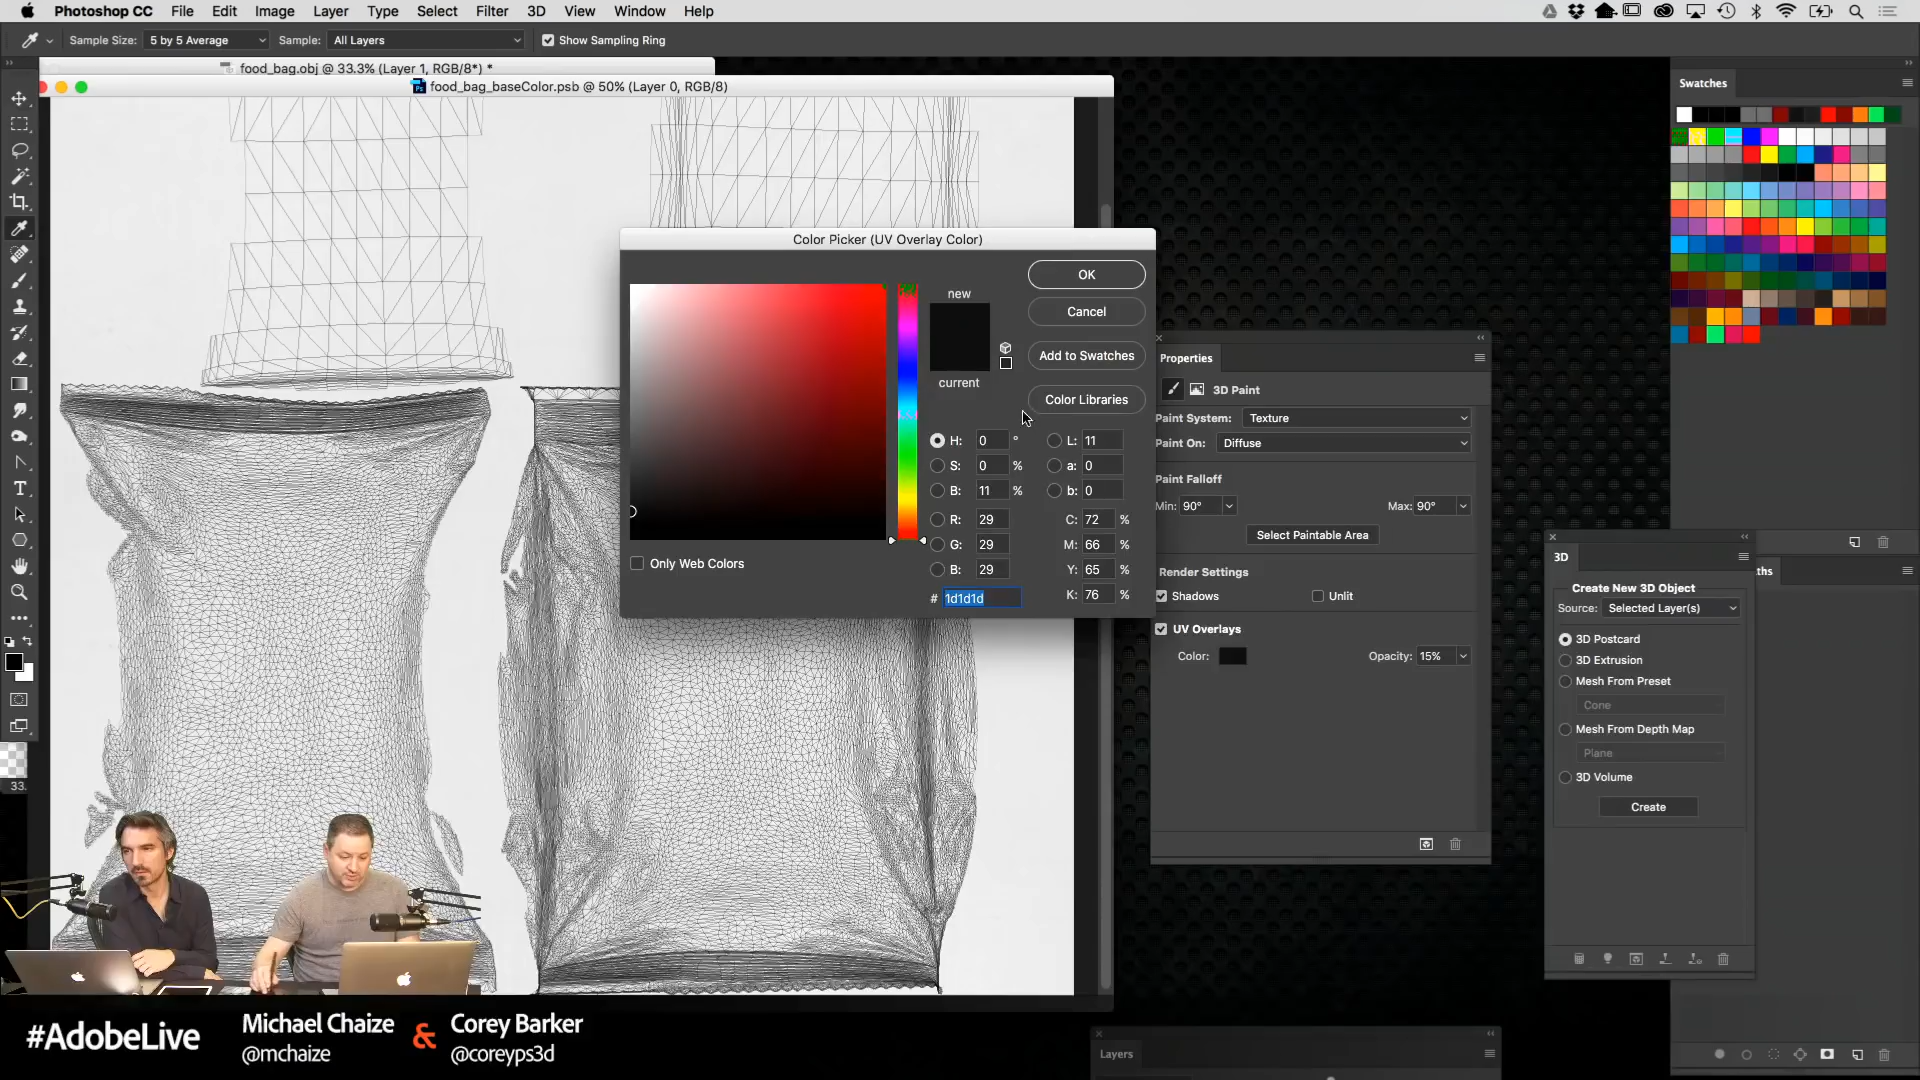 Photoshop CC File Edit Image Layer Type Select Filter 3D View Window Help
Sample Size: 5 by 5 Average Sample: All Layers Show Sampling Ring
food_bag.obj @ 33.3% (Layer 1, RGB/8*) *
food_bag_baseColor.psb @ 50% (Layer 0, RGB/8)
Swatches
Color Picker (UV Overlay Color)
new
current
OK
Cancel
Add to Swatches
Color Libraries
H: 0 °
S: 0 %
B: 11 %
R: 29
G: 29
B: 29
# 1d1d1d
L: 11
a: 0
b: 0
C: 72 %
M: 66 %
Y: 65 %
K: 76 %
Only Web Colors
Properties
3D Paint
Paint System: Texture
Paint On: Diffuse
Paint Falloff
Min: 90° Max: 90°
Select Paintable Area
Render Settings
Shadows Unlit
UV Overlays
Color: Opacity: 15%
3D
Create New 3D Object
Source: Selected Layer(s)
3D Postcard
3D Extrusion
Mesh From Preset
Cone
Mesh From Depth Map
Plane
3D Volume
Create
ths
33.
Layers
#AdobeLive
Michael Chaize
@mchaize
&
Corey Barker
@coreyps3d